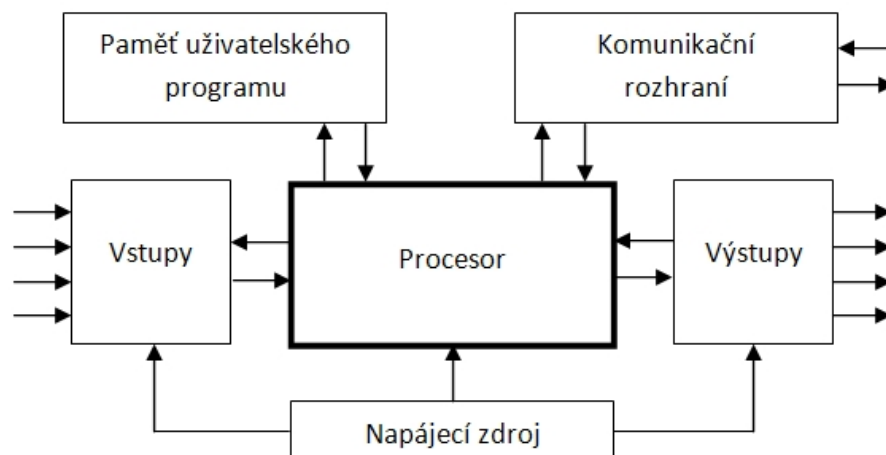 Paměť uživatelského
programu
Komunikační
rozhraní
Vstupy
Procesor
Výstupy
Napájecí zdroj